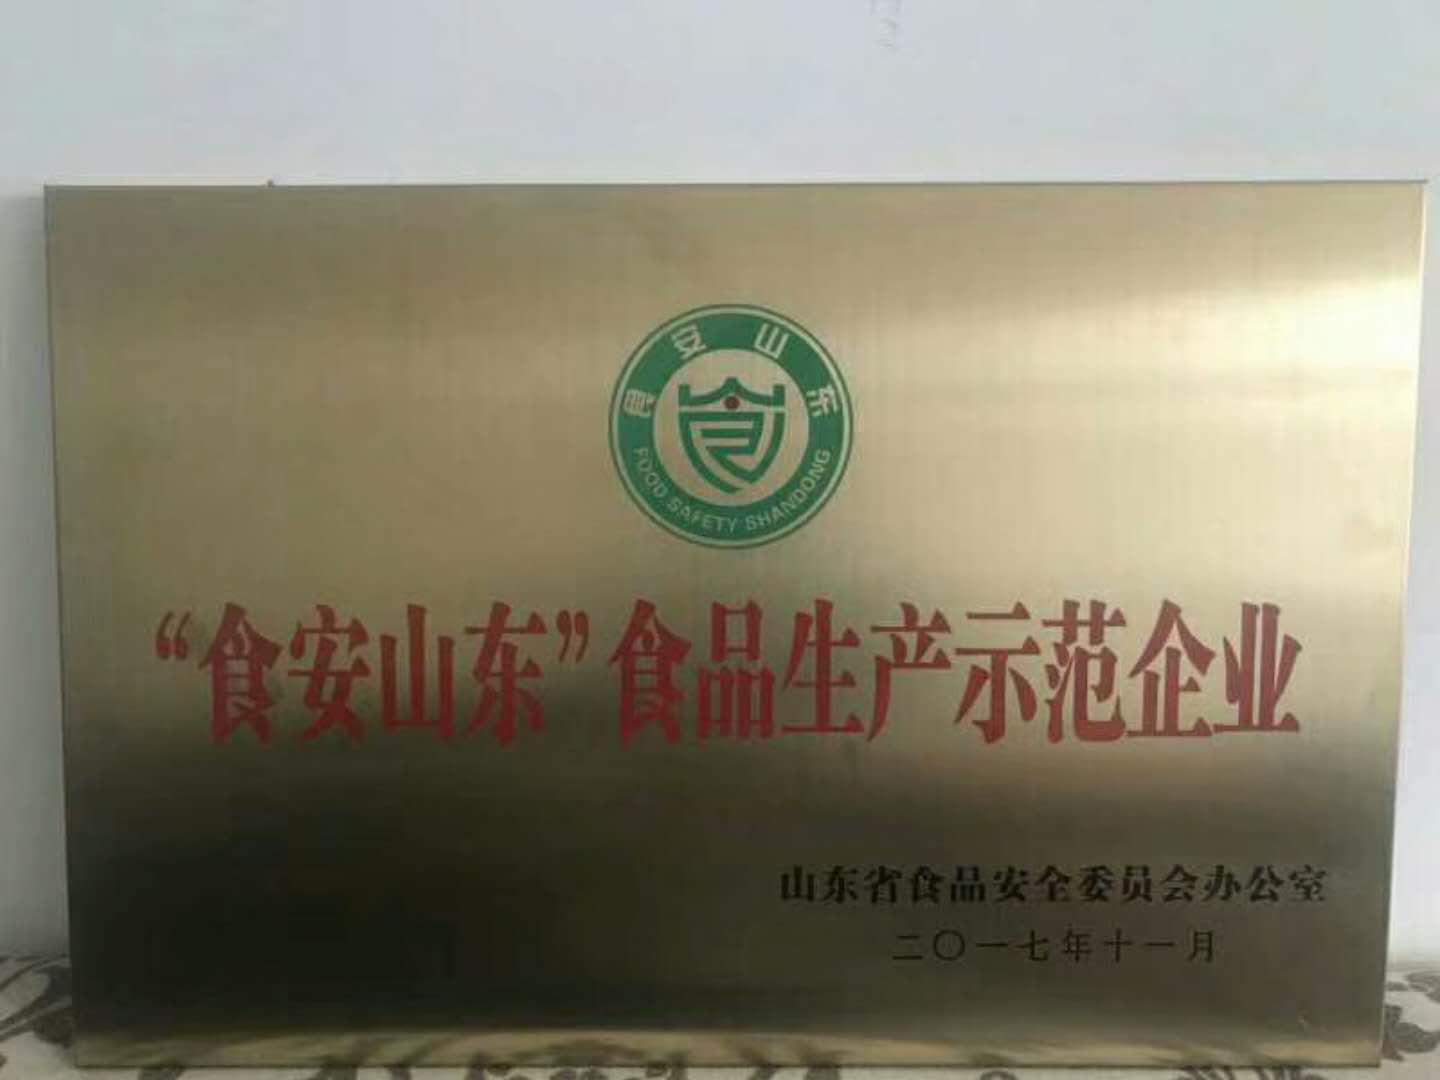 食安山东
FOOD SAFETY SHANDONG
“食安山东”食品生产示范企业
山东省食品安全委员会办公室
二〇一七年十一月